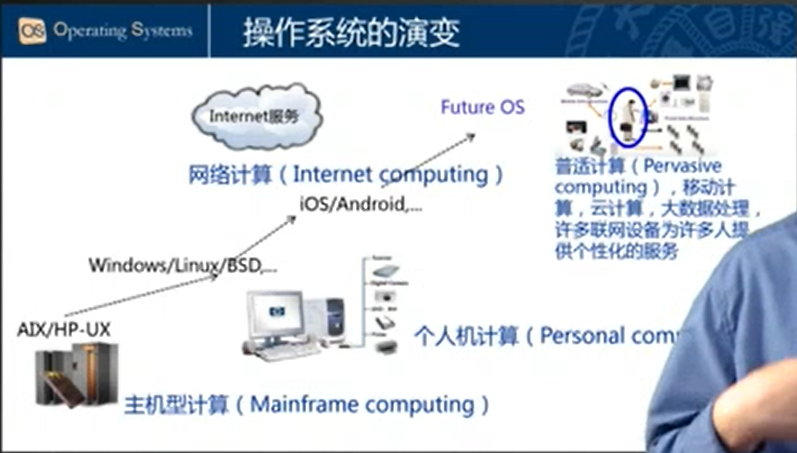 OS Operating Systems
操作系统的演变
Internet服务
Future OS
网络计算（Internet computing）
普适计算（Pervasive
computing），移动计
算，云计算，大数据处理，
许多联网设备为许多人提
供个性化的服务
iOS/Android,...
Windows/Linux/BSD,...
AIX/HP-UX
个人机计算（Personal com
主机型计算（Mainframe computing）